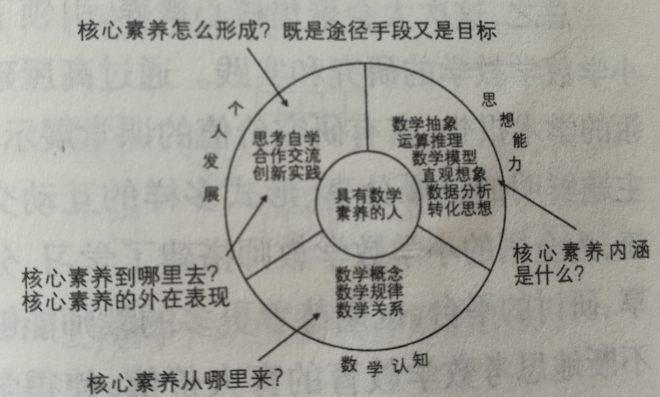 核心素养怎么形成？既是途径手段又是目标
个人发展
思考自学
合作交流
创新实践
思想能力
数学抽象
运算推理
数学模型
直观想象
数据分析
转化思想
具有数学
素养的人
核心素养内涵
是什么？
核心素养到哪里去？
核心素养的外在表现
数学概念
数学规律
数学关系
数学认知
核心素养从哪里来？